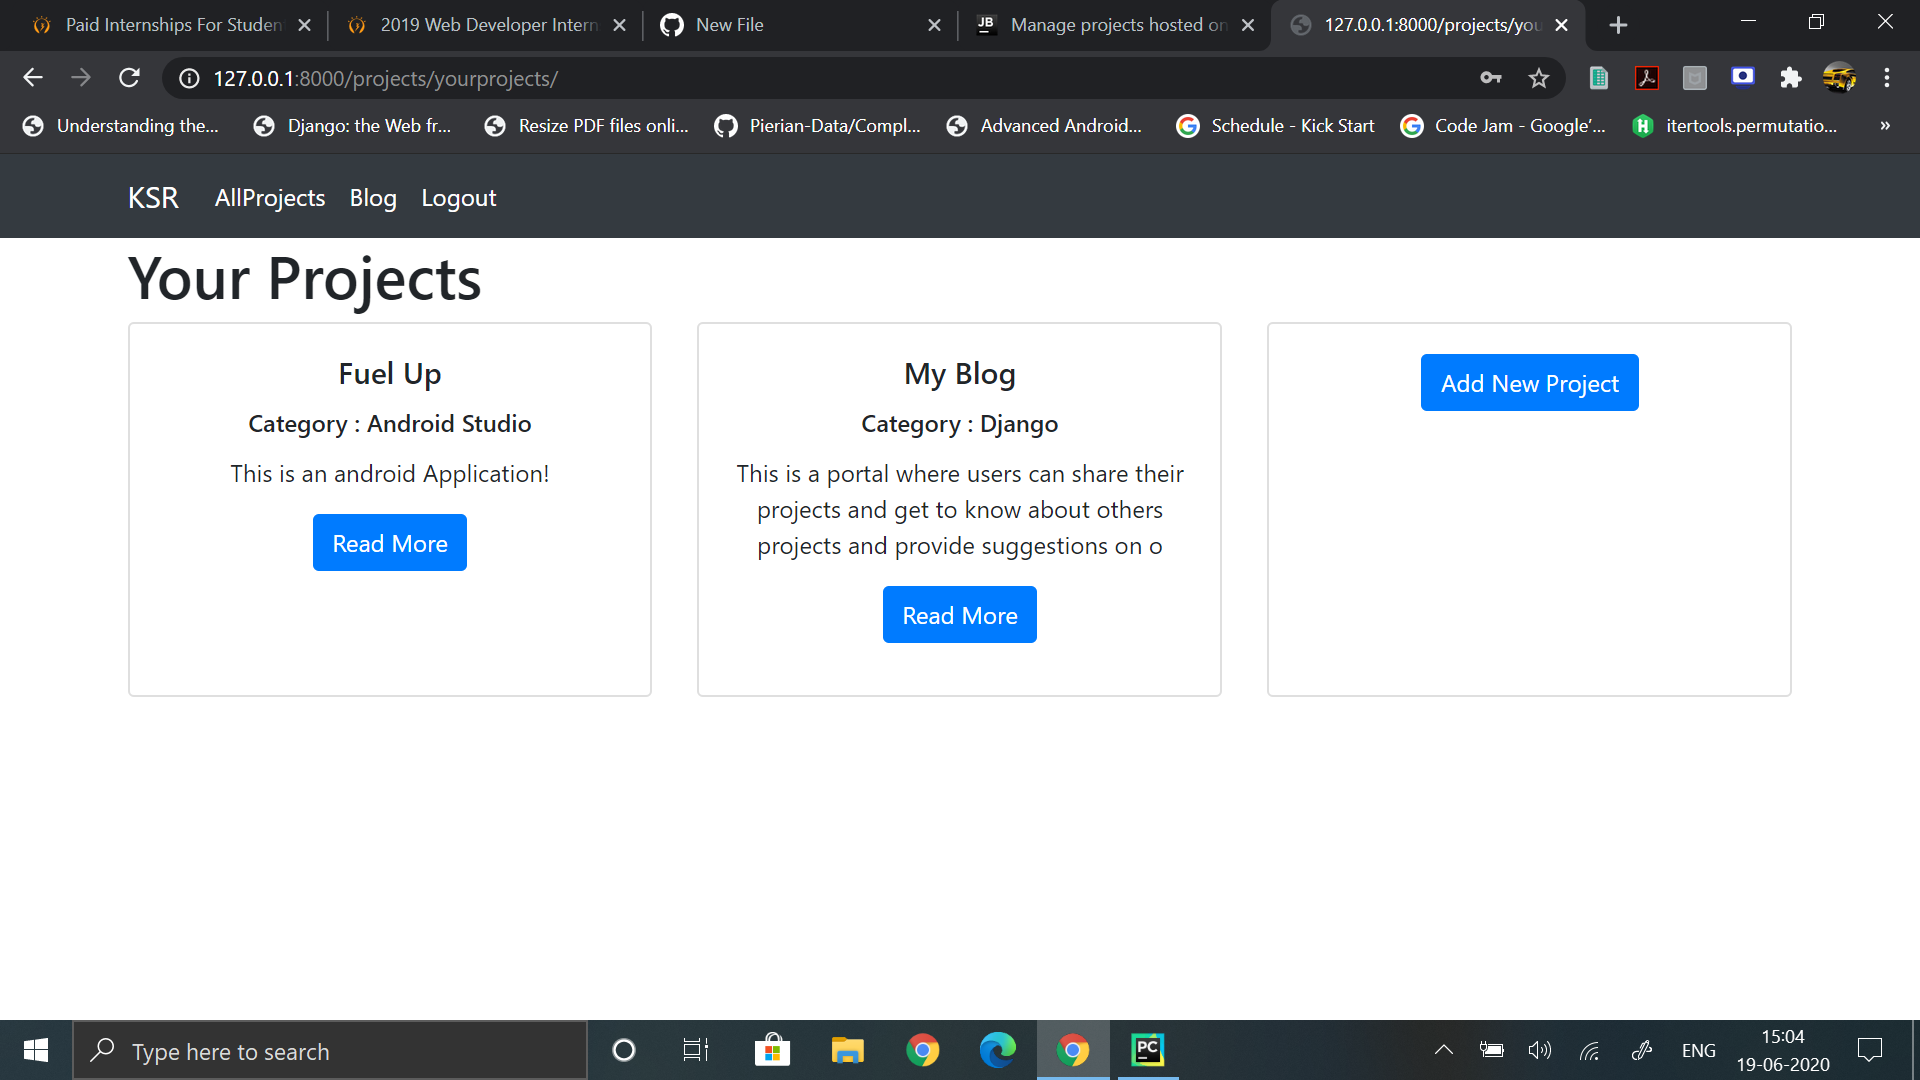 Paid Internships For Studen
2019 Web Developer Intern
New File
JB
Manage projects hosted on
127.0.0.1:8000/projects/you
127.0.0.1:8000/projects/yourprojects/
Understanding the...
Django: the Web fr...
Resize PDF files onli...
Pierian-Data/Compl...
Advanced Android...
Schedule - Kick Start
Code Jam - Google'...
itertools.permutatio...
»
KSR
AllProjects
Blog
Logout
Your Projects
Fuel Up
Category : Android Studio
This is an android Application!
Read More
My Blog
Category : Django
This is a portal where users can share their
projects and get to know about others
projects and provide suggestions on o
Read More
Add New Project
Type here to search
PC
ENG
15:04
19-06-2020